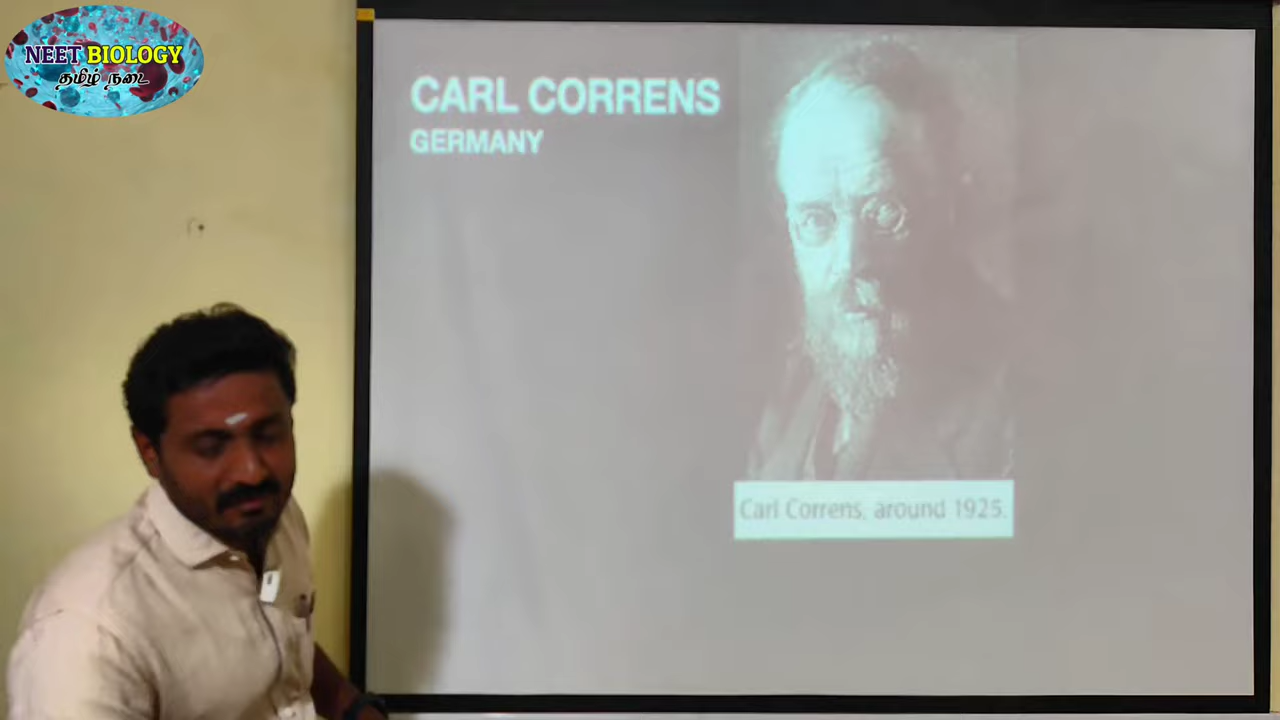 NEET BIOLOGY
தமிழ் நடை
CARL CORRENS
GERMANY
Carl Correns, around 1925.